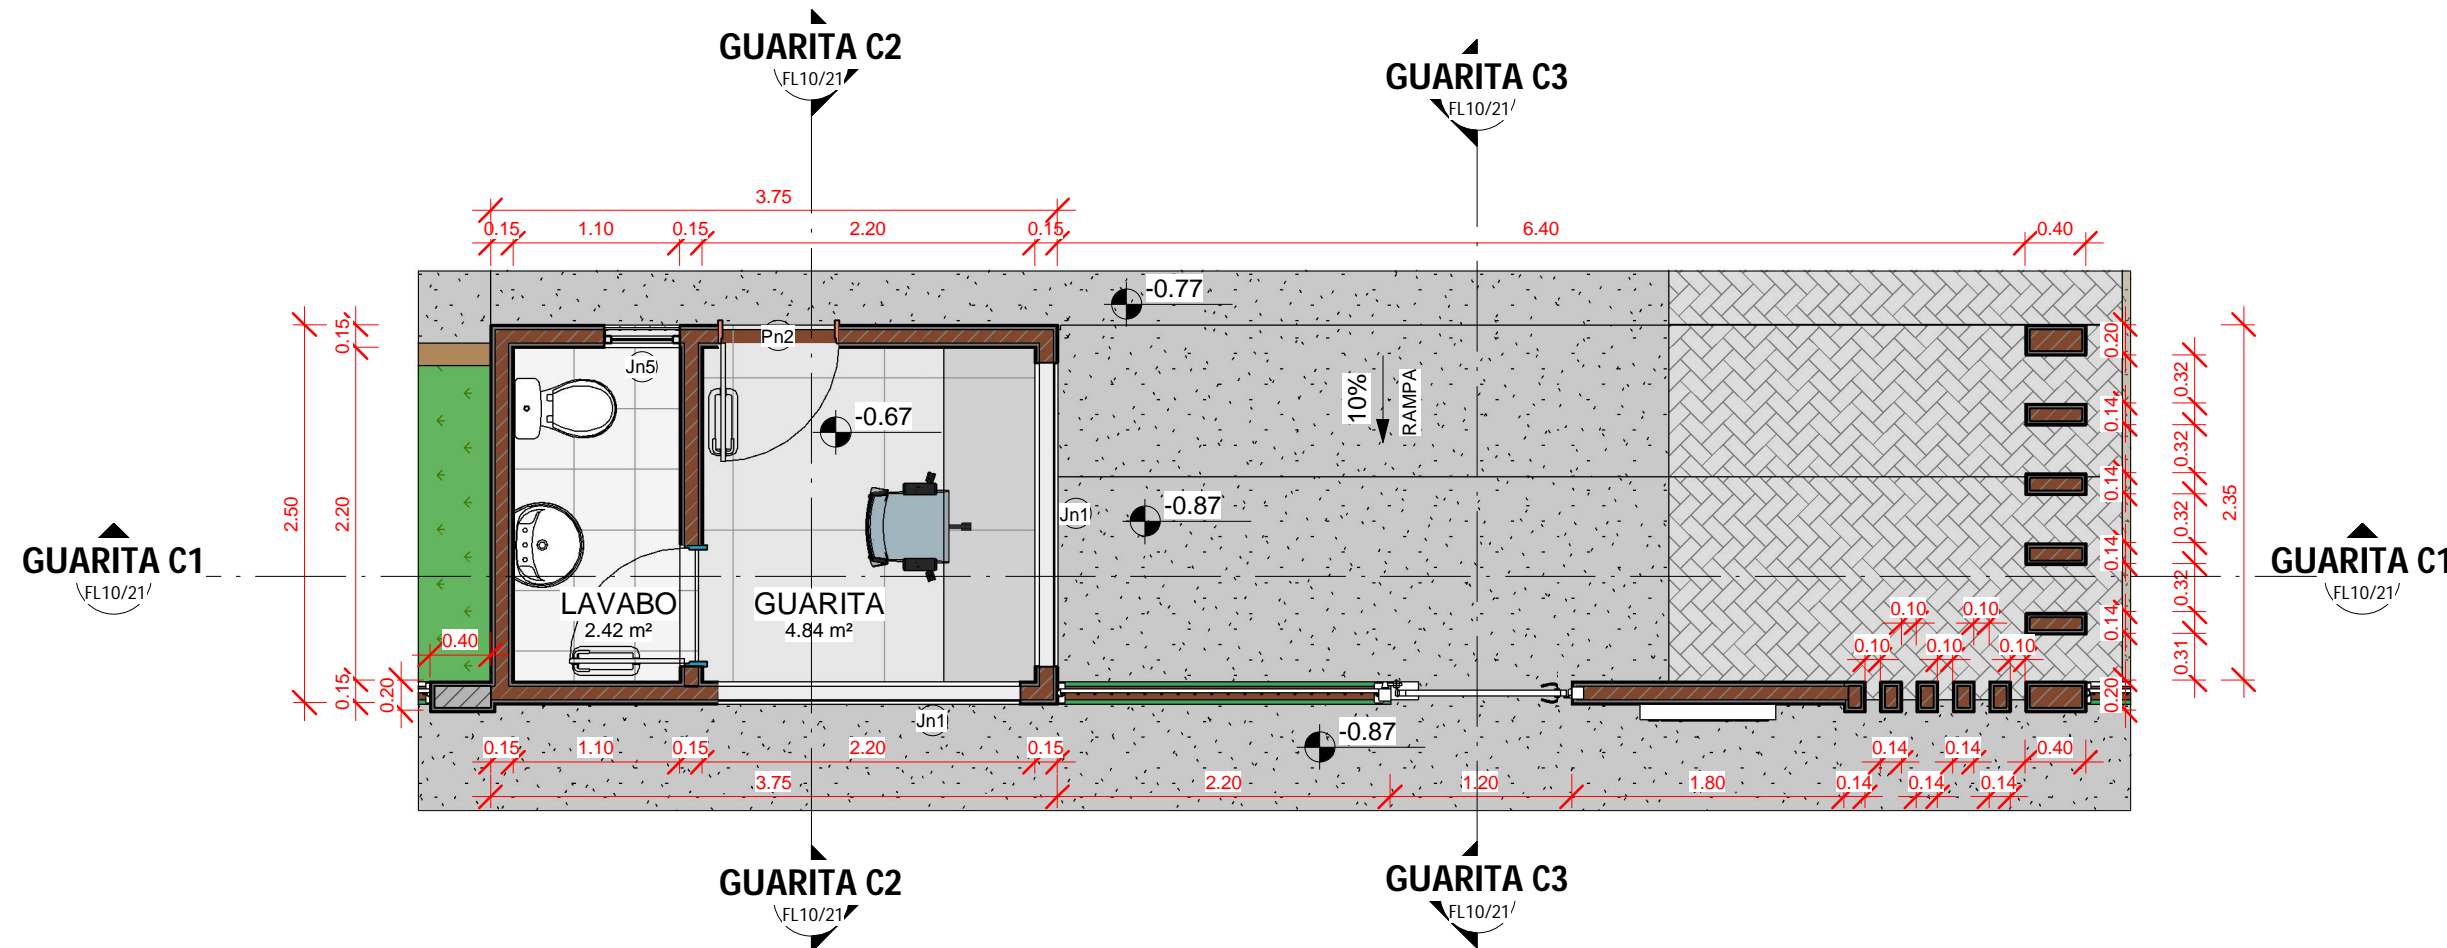 GUARITA C2
FL10/21
GUARITA C3
FL10/21
3.75
0.15
1.10
0.15
2.20
0.15
6.40
0.40
-0.77
Pn2
Jn5
-0.67
10%
RAMPA
-0.87
Jn1
2.50
0.15
2.20
0.15
0.20
0.40
GUARITA C1
FL10/21
LAVABO
2.42 m²
GUARITA
4.84 m²
0.20
0.32
0.14
0.32
0.14
0.32
0.14
0.32
0.14
0.31
0.20
2.35
GUARITA C1
FL10/21
0.10
0.10
0.10
0.10
0.10
Jn1
-0.87
0.15
1.10
0.15
2.20
0.15
0.14
0.14
0.40
3.75
2.20
1.20
1.80
0.14
0.14
0.14
GUARITA C2
FL10/21
GUARITA C3
FL10/21